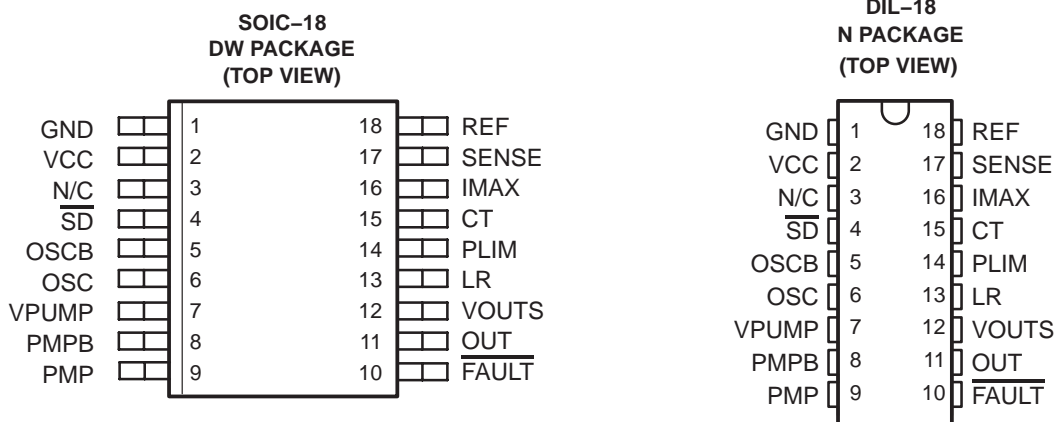 SOIC–18
DW PACKAGE
(TOP VIEW)
GND 1 18 REF
VCC 2 17 SENSE
N/C 3 16 IMAX
SD 4 15 CT
OSCB 5 14 PLIM
OSC 6 13 LR
VPUMP 7 12 VOUTS
PMPB 8 11 OUT
PMP 9 10 FAULT
DIL–18
N PACKAGE
(TOP VIEW)
GND 1 18 REF
VCC 2 17 SENSE
N/C 3 16 IMAX
SD 4 15 CT
OSCB 5 14 PLIM
OSC 6 13 LR
VPUMP 7 12 VOUTS
PMPB 8 11 OUT
PMP 9 10 FAULT